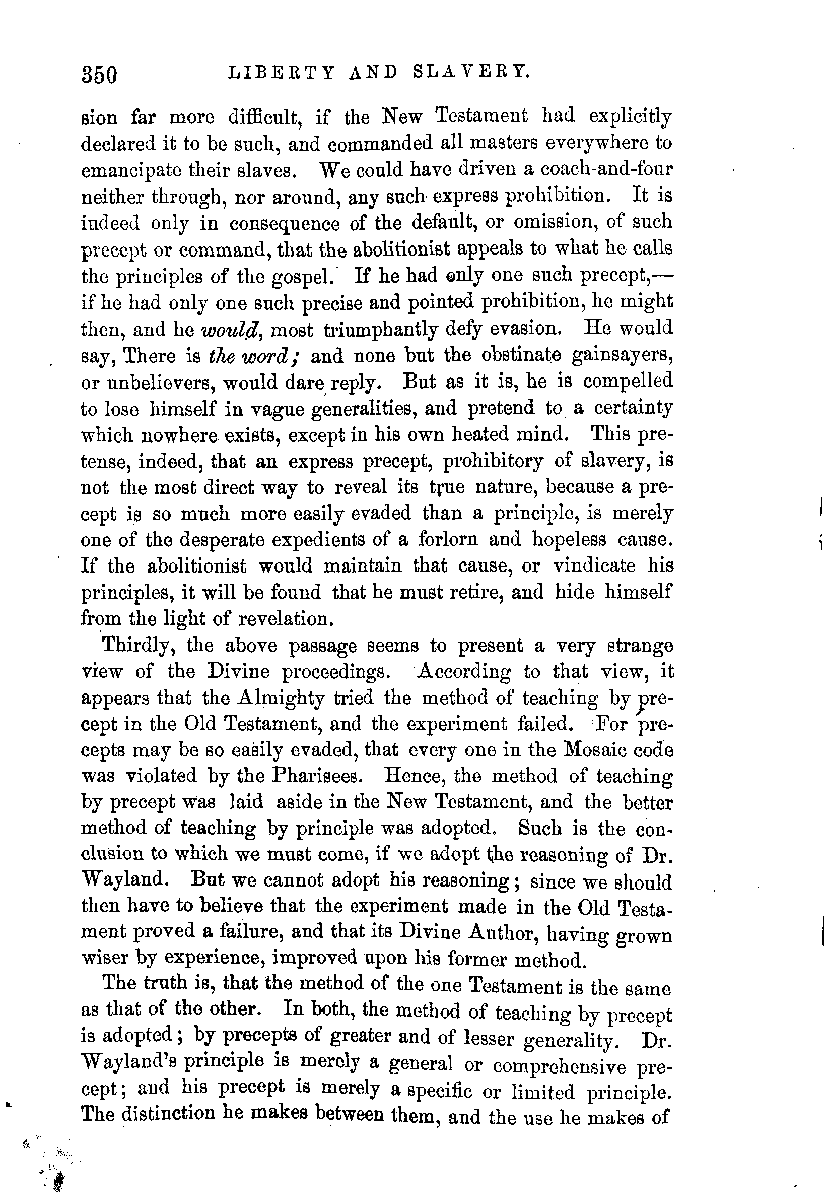 350 LIBERTY AND SLAVERY.
sion far more difficult, if the New Testament had explicitly
declared it to be such, and commanded all masters everywhere to
emancipate their slaves. We could have driven a coach-and-four
neither through, nor around, any such express prohibition. It is
indeed only in consequence of the default, or omission, of such
precept or command, that the abolitionist appeals to what he calls
the principles of the gospel. If he had only one such precept,—
if he had only one such precise and pointed prohibition, he might
then, and he would, most triumphantly defy evasion. He would
say, There is the word; and none but the obstinate gainsayers,
or unbelievers, would dare reply. But as it is, he is compelled
to lose himself in vague generalities, and pretend to a certainty
which nowhere exists, except in his own heated mind. This pre-
tense, indeed, that an express precept, prohibitory of slavery, is
not the most direct way to reveal its true nature, because a pre-
cept is so much more easily evaded than a principle, is merely
one of the desperate expedients of a forlorn and hopeless cause.
If the abolitionist would maintain that cause, or vindicate his
principles, it will be found that he must retire, and hide himself
from the light of revelation.
Thirdly, the above passage seems to present a very strange
view of the Divine proceedings. According to that view, it
appears that the Almighty tried the method of teaching by pre-
cept in the Old Testament, and the experiment failed. For pre-
cepts may be so easily evaded, that every one in the Mosaic code
was violated by the Pharisees. Hence, the method of teaching
by precept was laid aside in the New Testament, and the better
method of teaching by principle was adopted. Such is the con-
clusion to which we must come, if we adopt the reasoning of Dr.
Wayland. But we cannot adopt his reasoning; since we should
then have to believe that the experiment made in the Old Testa-
ment proved a failure, and that its Divine Author, having grown
wiser by experience, improved upon his former method.
The truth is, that the method of the one Testament is the same
as that of the other. In both, the method of teaching by precept
is adopted; by precepts of greater and of lesser generality. Dr.
Wayland's principle is merely a general or comprehensive pre-
cept; and his precept is merely a specific or limited principle.
The distinction he makes between them, and the use he makes of